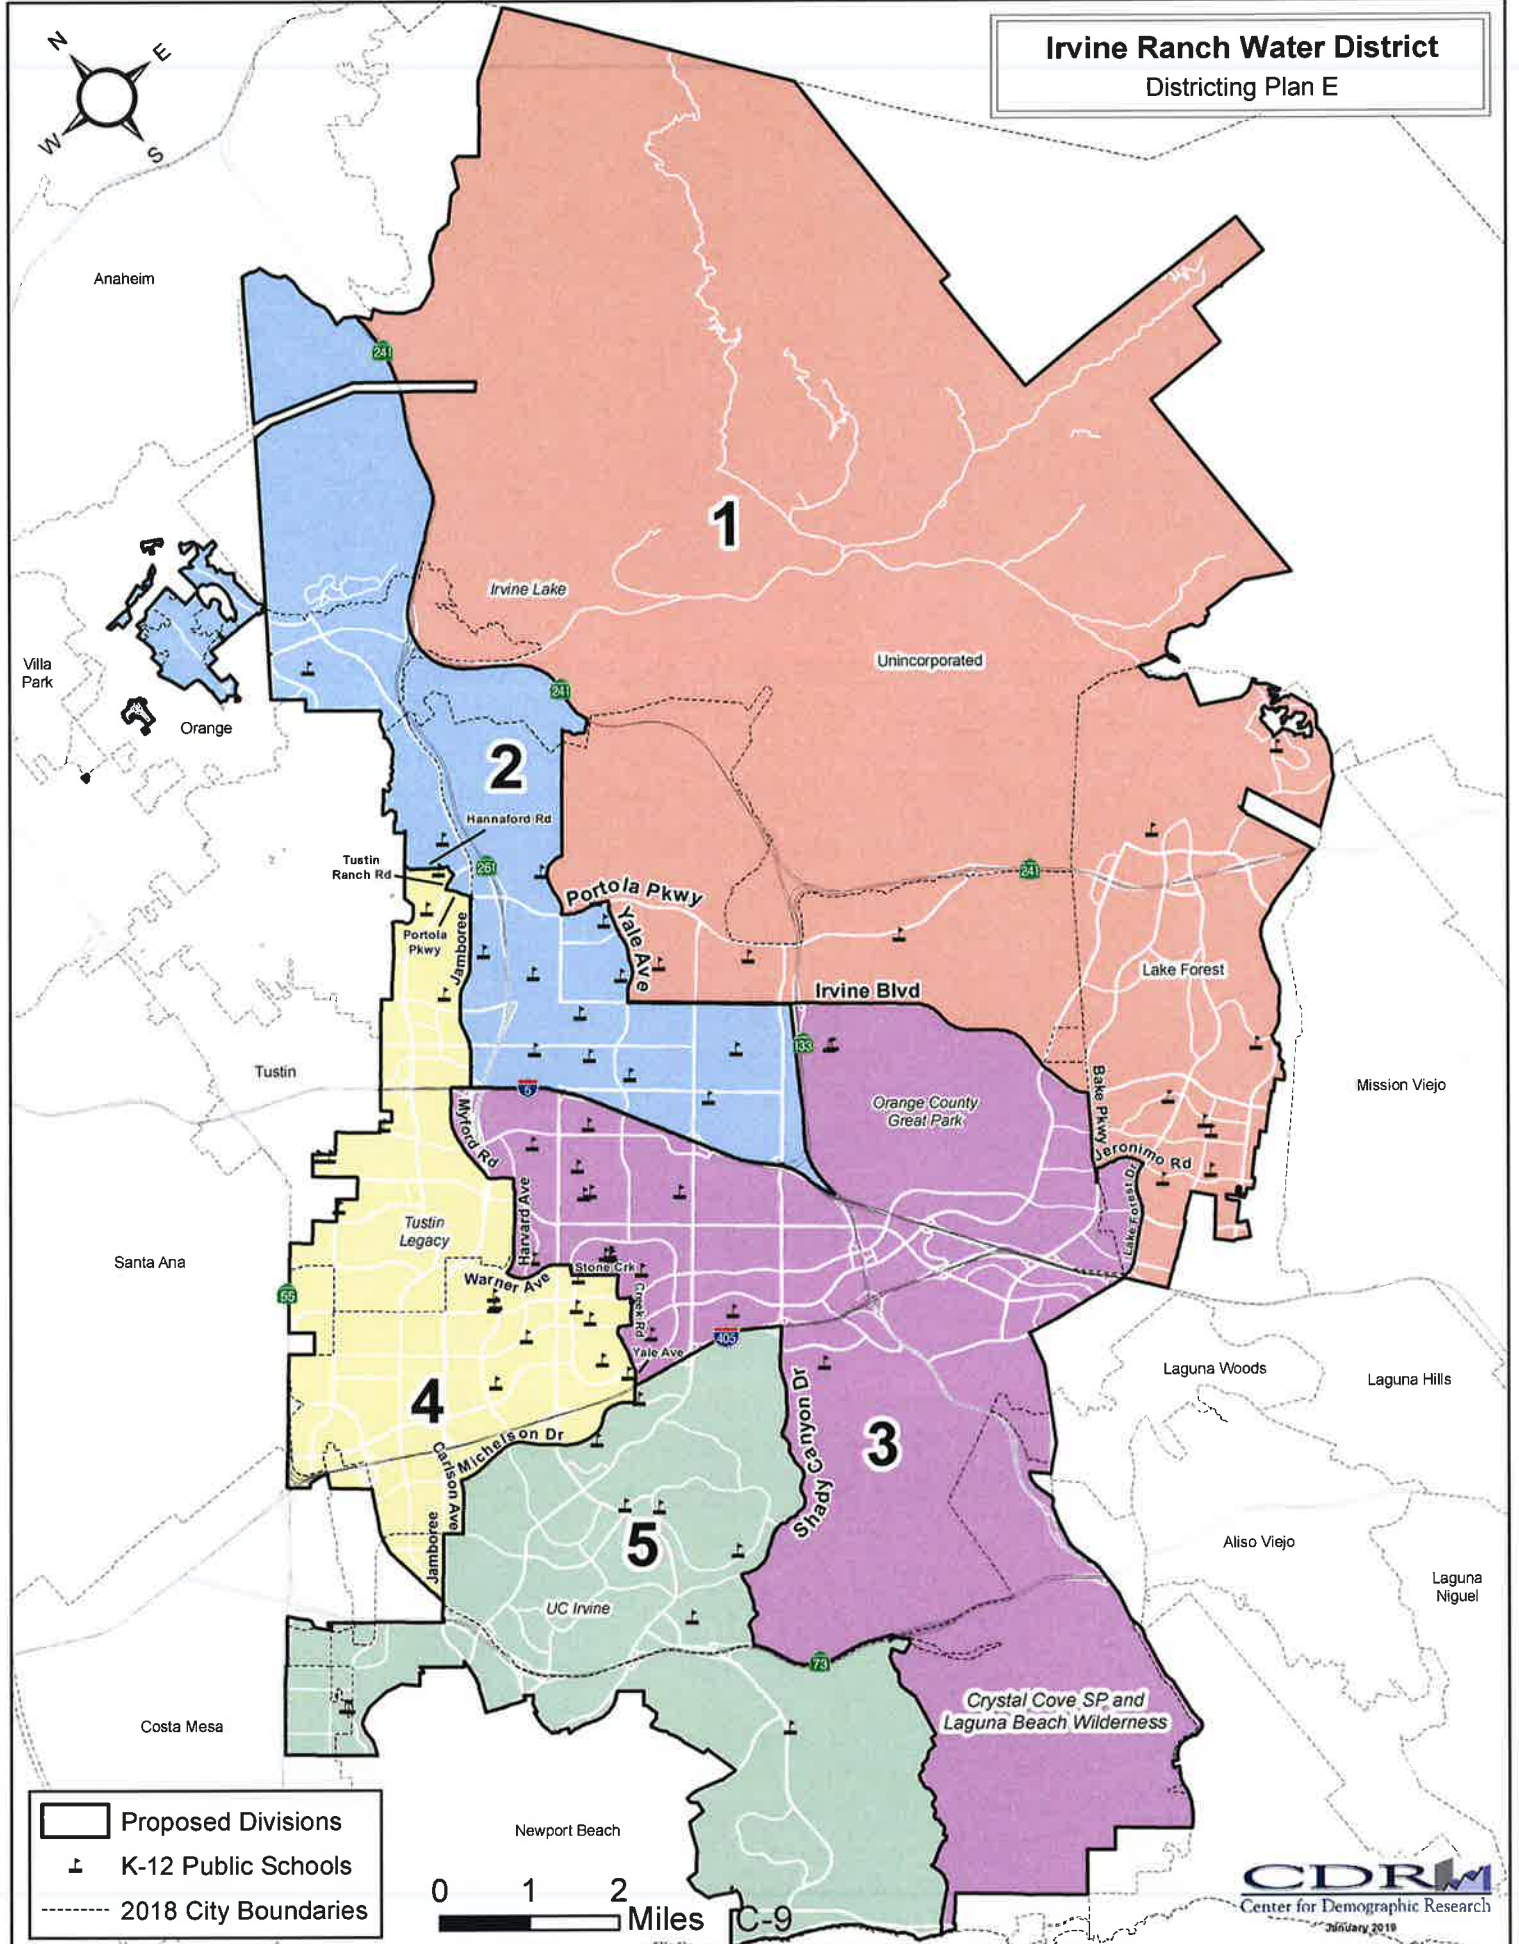 Irvine Ranch Water District
Districting Plan E
N
E
W
S
Anaheim
241
1
Irvine Lake
Unincorporated
Villa
Park
Orange
241
2
Hannaford Rd
Tustin
Ranch Rd
261
241
Portola Pkwy
Yale Ave
Portola
Pkwy
Jamboree
Lake Forest
Irvine Blvd
133
Tustin
5
Orange County
Great Park
Mission Viejo
Myford Rd
Bake Pkwy
Jeronimo Rd
Harvard Ave
Lake Forest Dr
Tustin
Legacy
Santa Ana
Warner Ave
Stone Crk
55
Creek Rd
405
Yale Ave
Laguna Woods
Laguna Hills
4
Shady Canyon Dr
3
Michelson Dr
Carlson Ave
Jamboree
5
Aliso Viejo
Laguna
Niguel
UC Irvine
73
Crystal Cove SP and
Laguna Beach Wilderness
Costa Mesa
Newport Beach
Proposed Divisions
K-12 Public Schools
2018 City Boundaries
0 1 2
Miles
C-9
CDR
Center for Demographic Research
January 2019